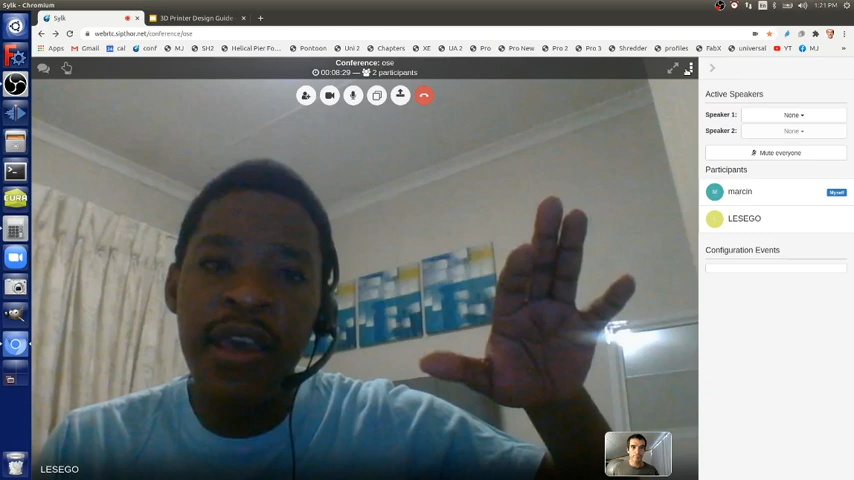 Sylk - Chromium
En
1:21 PM
Sylk
3D Printer Design Guide
webrtc.sipthor.net/conference/ose
Apps
Gmail
cal
conf
MJ
SH2
Helical Pier Fo
Pontoon
Uni 2
Chapters
XE
UA 2
Pro
Pro New
Pro 2
Pro 3
Shredder
profiles
FabX
universal
YT
MJ
Conference: ose
00:08:29 — 2 participants
Active Speakers
Speaker 1: None
Speaker 2: None
Mute everyone
Participants
M marcin Myself
L LESEGO
Configuration Events
LESEGO
CURA